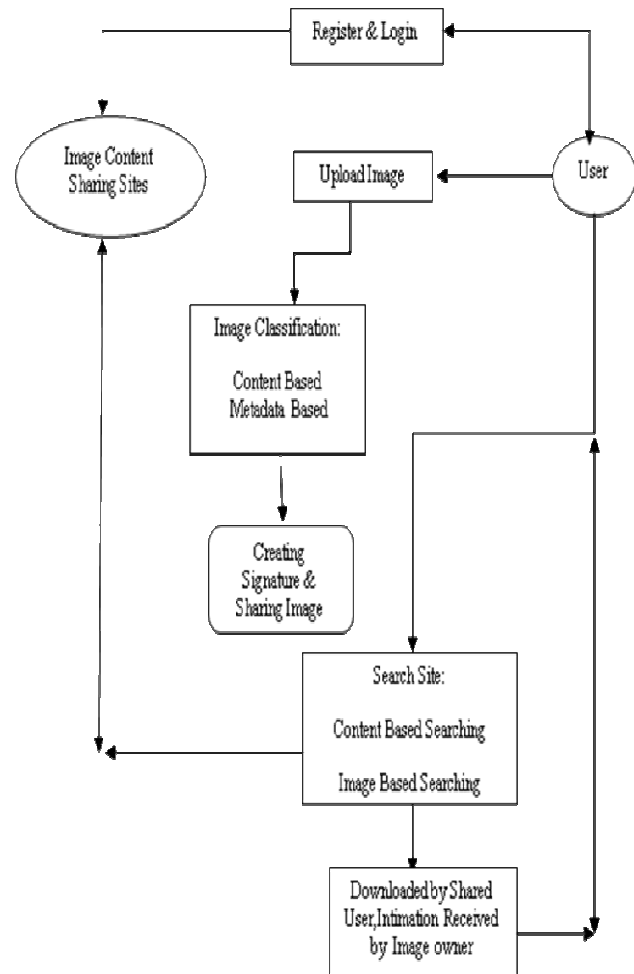 Register & Login
Image Content
Sharing Sites
Upload Image
User
Image Classification:
Content Based
Metadata Based
Creating
Signature &
Sharing Image
Search Site:
Content Based Searching
Image Based Searching
Downloaded by Shared
User,Intimation Received
by Image owner